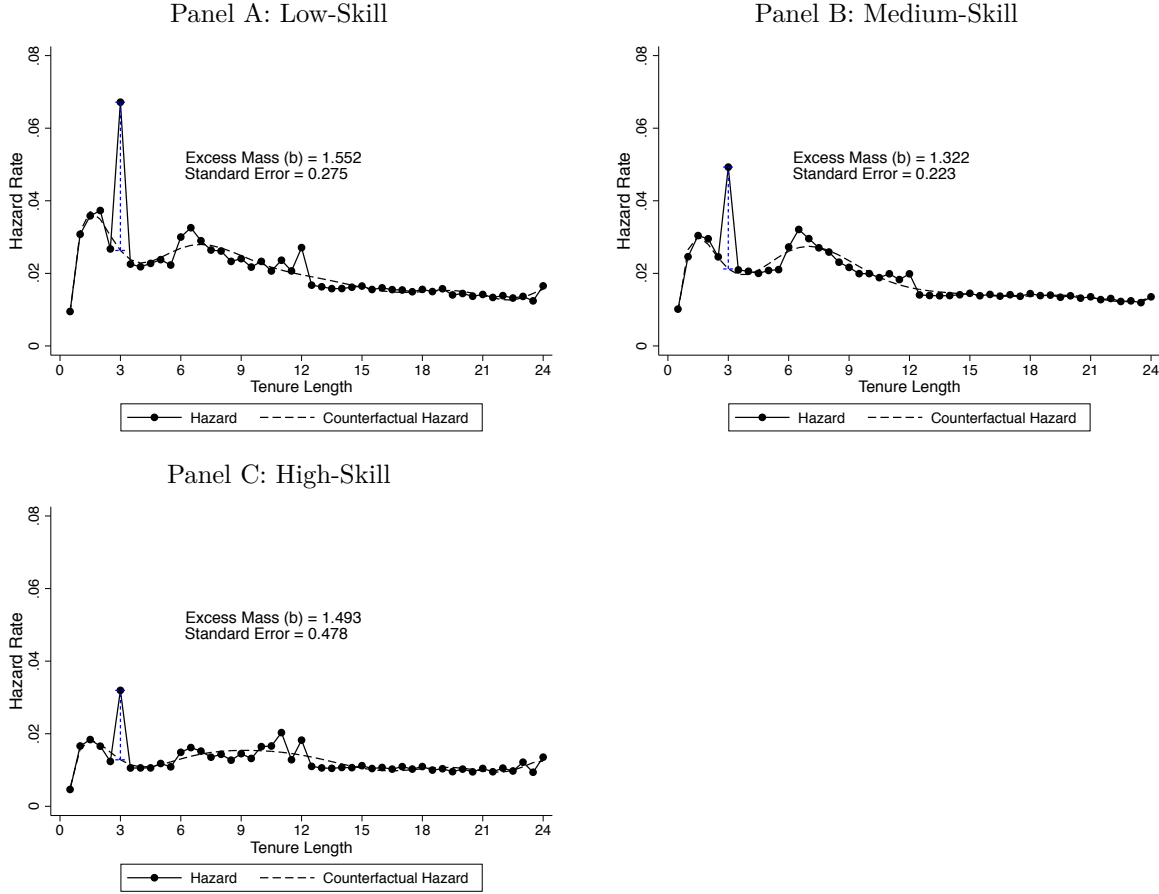 Panel A: Low-Skill
.08
.06
.04
.02
0
Hazard Rate
Excess Mass (b) = 1.552
Standard Error = 0.275
0 3 6 9 12 15 18 21 24
Tenure Length
Hazard Counterfactual Hazard
Panel B: Medium-Skill
.08
.06
.04
.02
0
Hazard Rate
Excess Mass (b) = 1.322
Standard Error = 0.223
0 3 6 9 12 15 18 21 24
Tenure Length
Hazard Counterfactual Hazard
Panel C: High-Skill
.08
.06
.04
.02
0
Hazard Rate
Excess Mass (b) = 1.493
Standard Error = 0.478
0 3 6 9 12 15 18 21 24
Tenure Length
Hazard Counterfactual Hazard